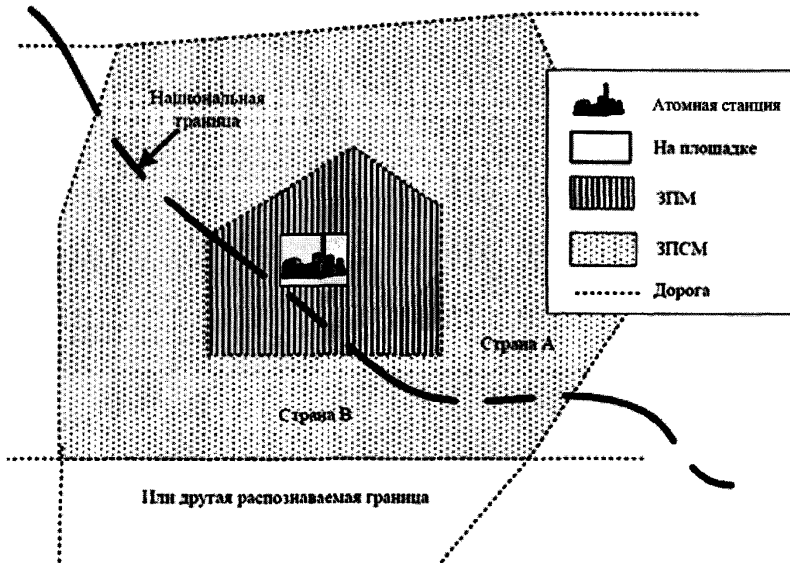 Национальная
граница
Атомная станция
На площадке
ЗПМ
ЗПСМ
Дорога
Страна А
Страна В
Или другая распознаваемая граница